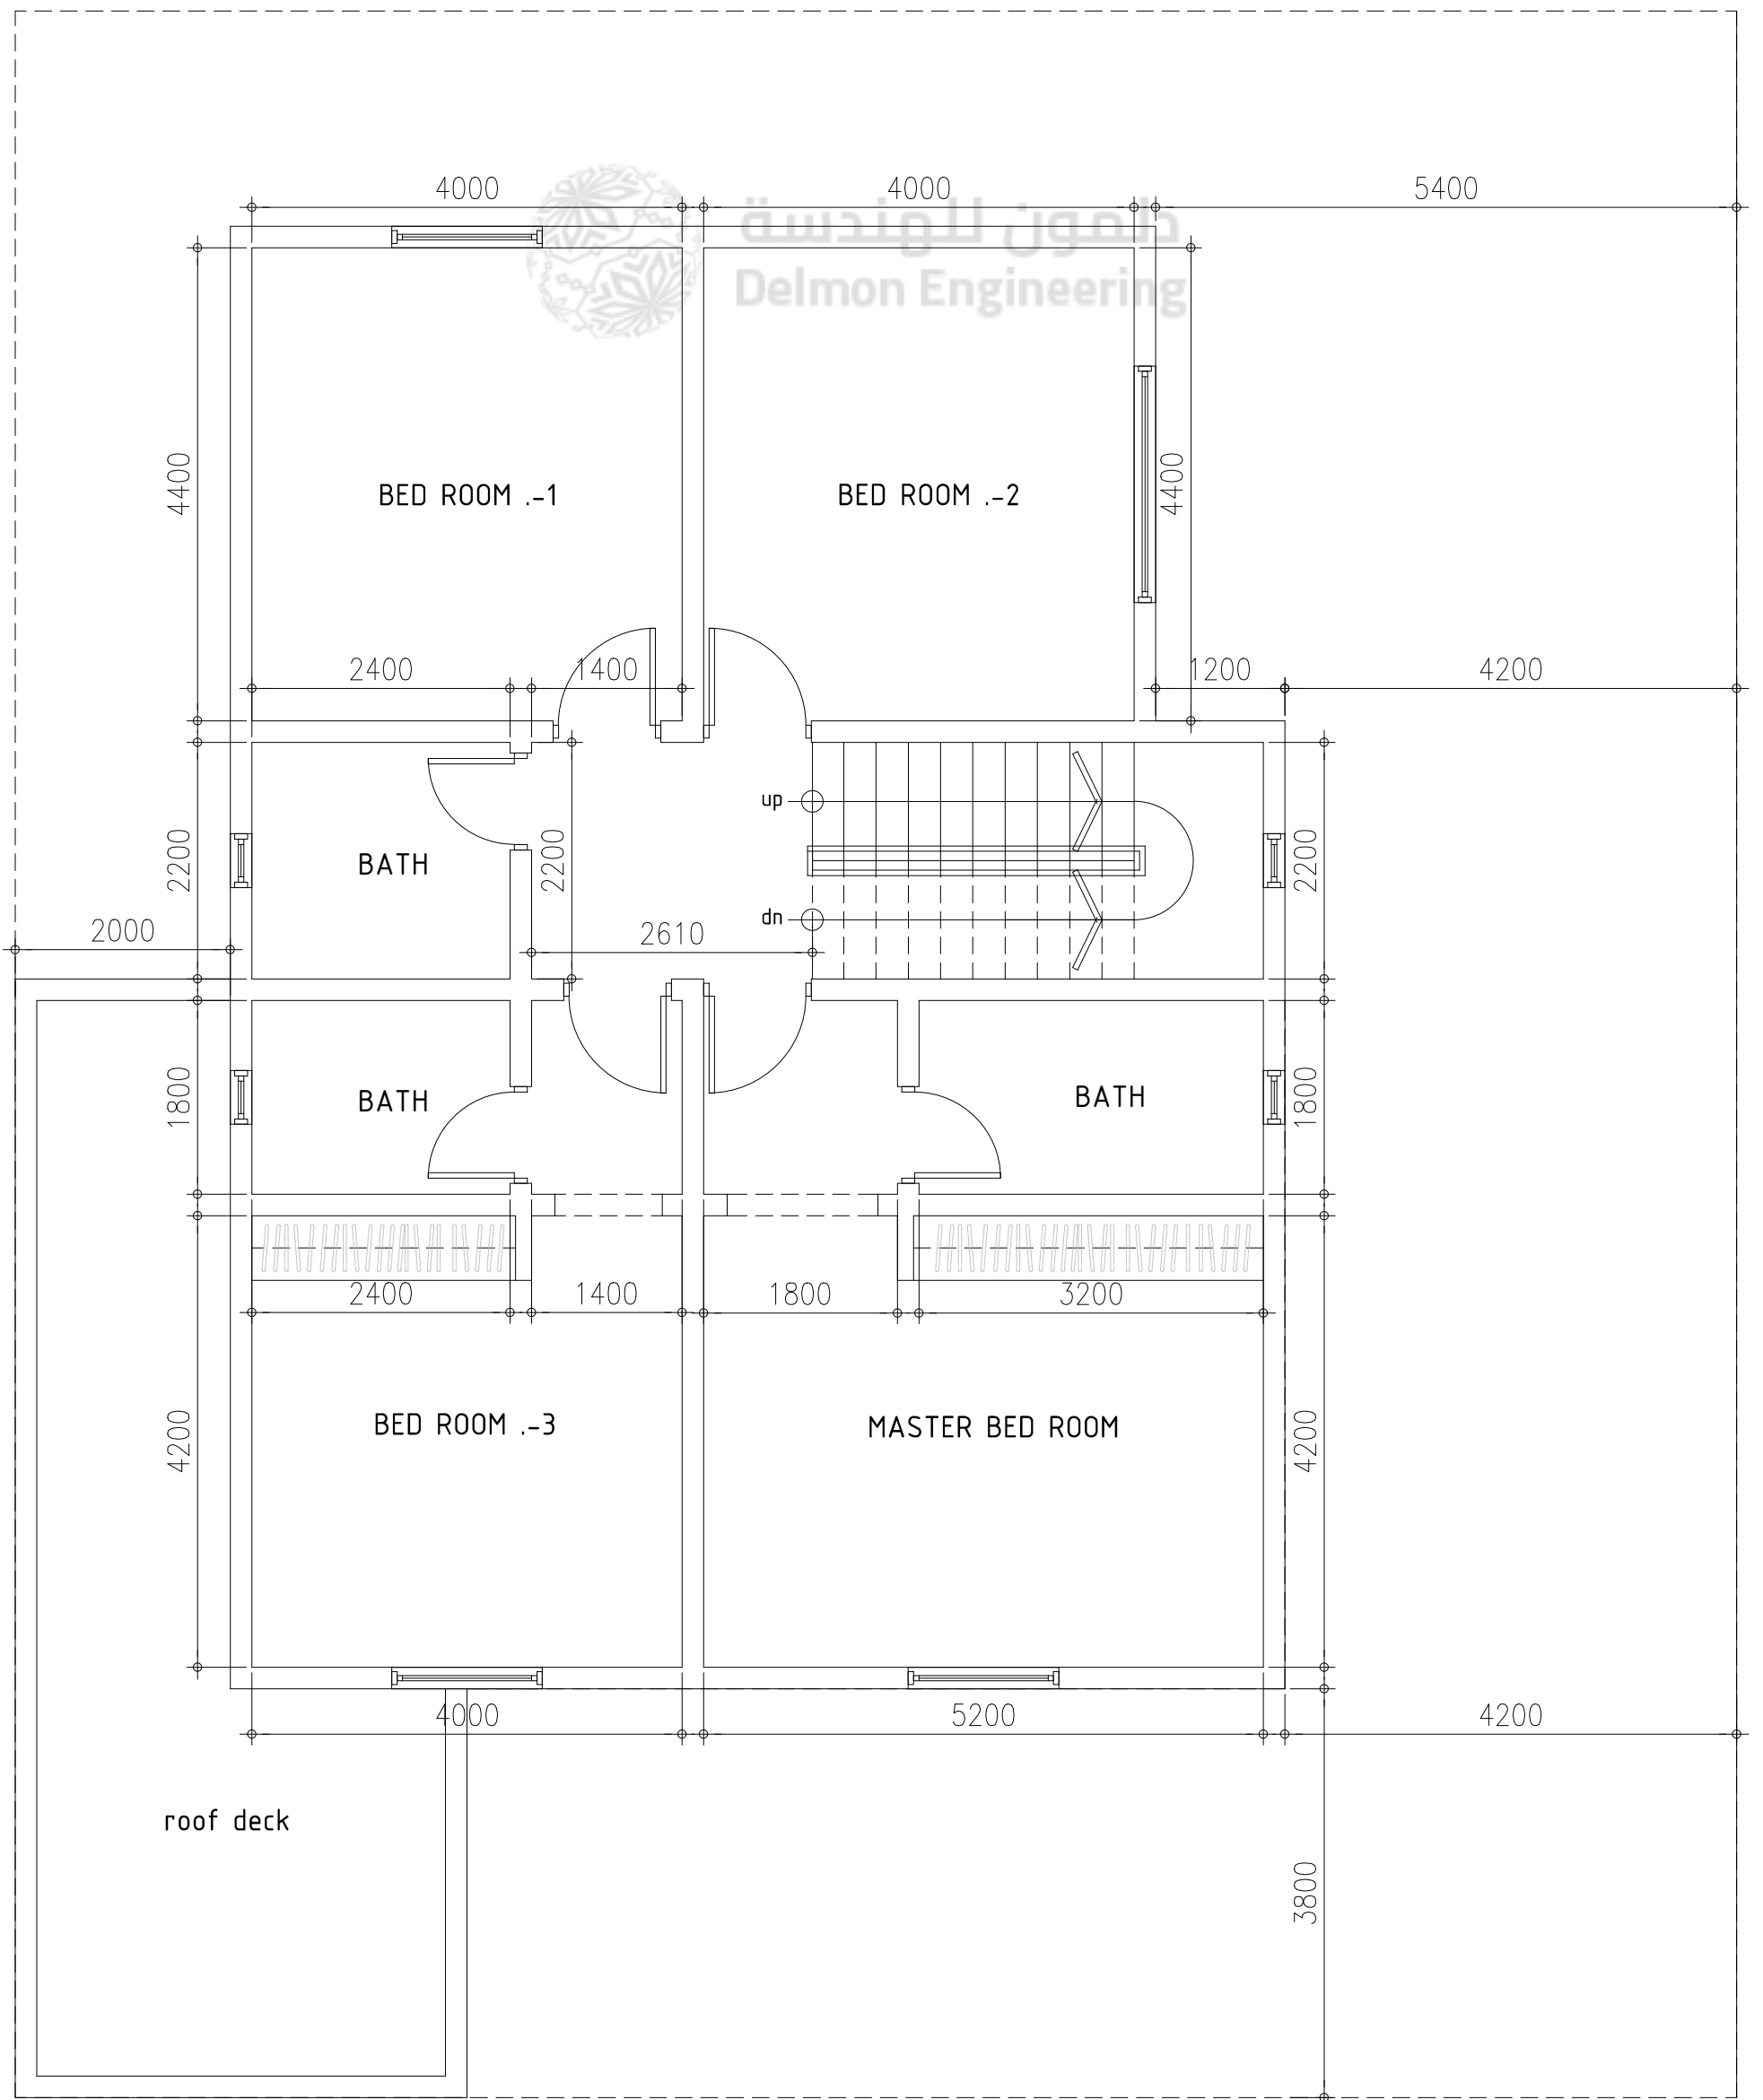 4000
4000
5400
دلمون للهندسة
Delmon Engineering
4400
BED ROOM .-1
BED ROOM .-2
4400
2400
1400
1200
4200
up
2200
BATH
2200
2200
dn
2000
2610
1800
BATH
BATH
1800
2400
1400
1800
3200
4200
BED ROOM .-3
MASTER BED ROOM
4200
4000
5200
4200
roof deck
3800